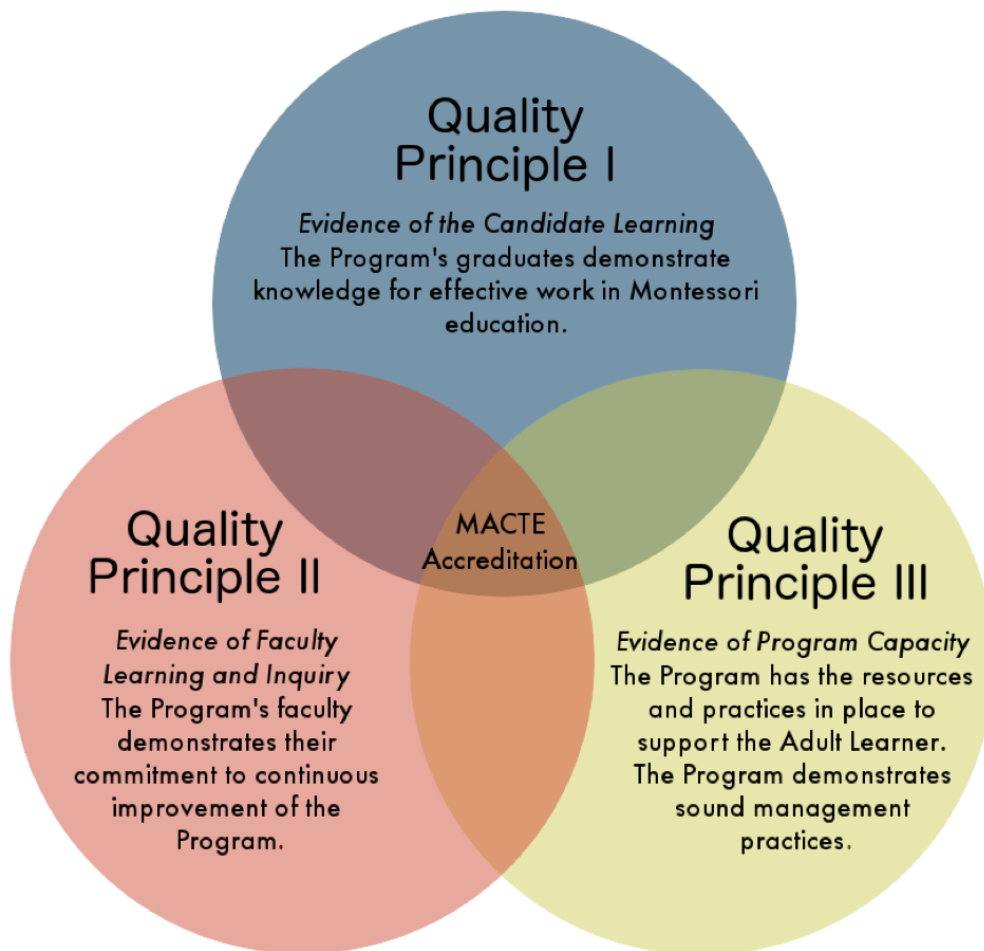 Quality
Principle I
Evidence of the Candidate Learning
The Program's graduates demonstrate
knowledge for effective work in Montessori
education.
MACTE
Accreditation
Quality
Principle II
Evidence of Faculty
Learning and Inquiry
The Program's faculty
demonstrates their
commitment to continuous
improvement of the
Program.
Quality
Principle III
Evidence of Program Capacity
The Program has the resources
and practices in place to
support the Adult Learner.
The Program demonstrates
sound management
practices.